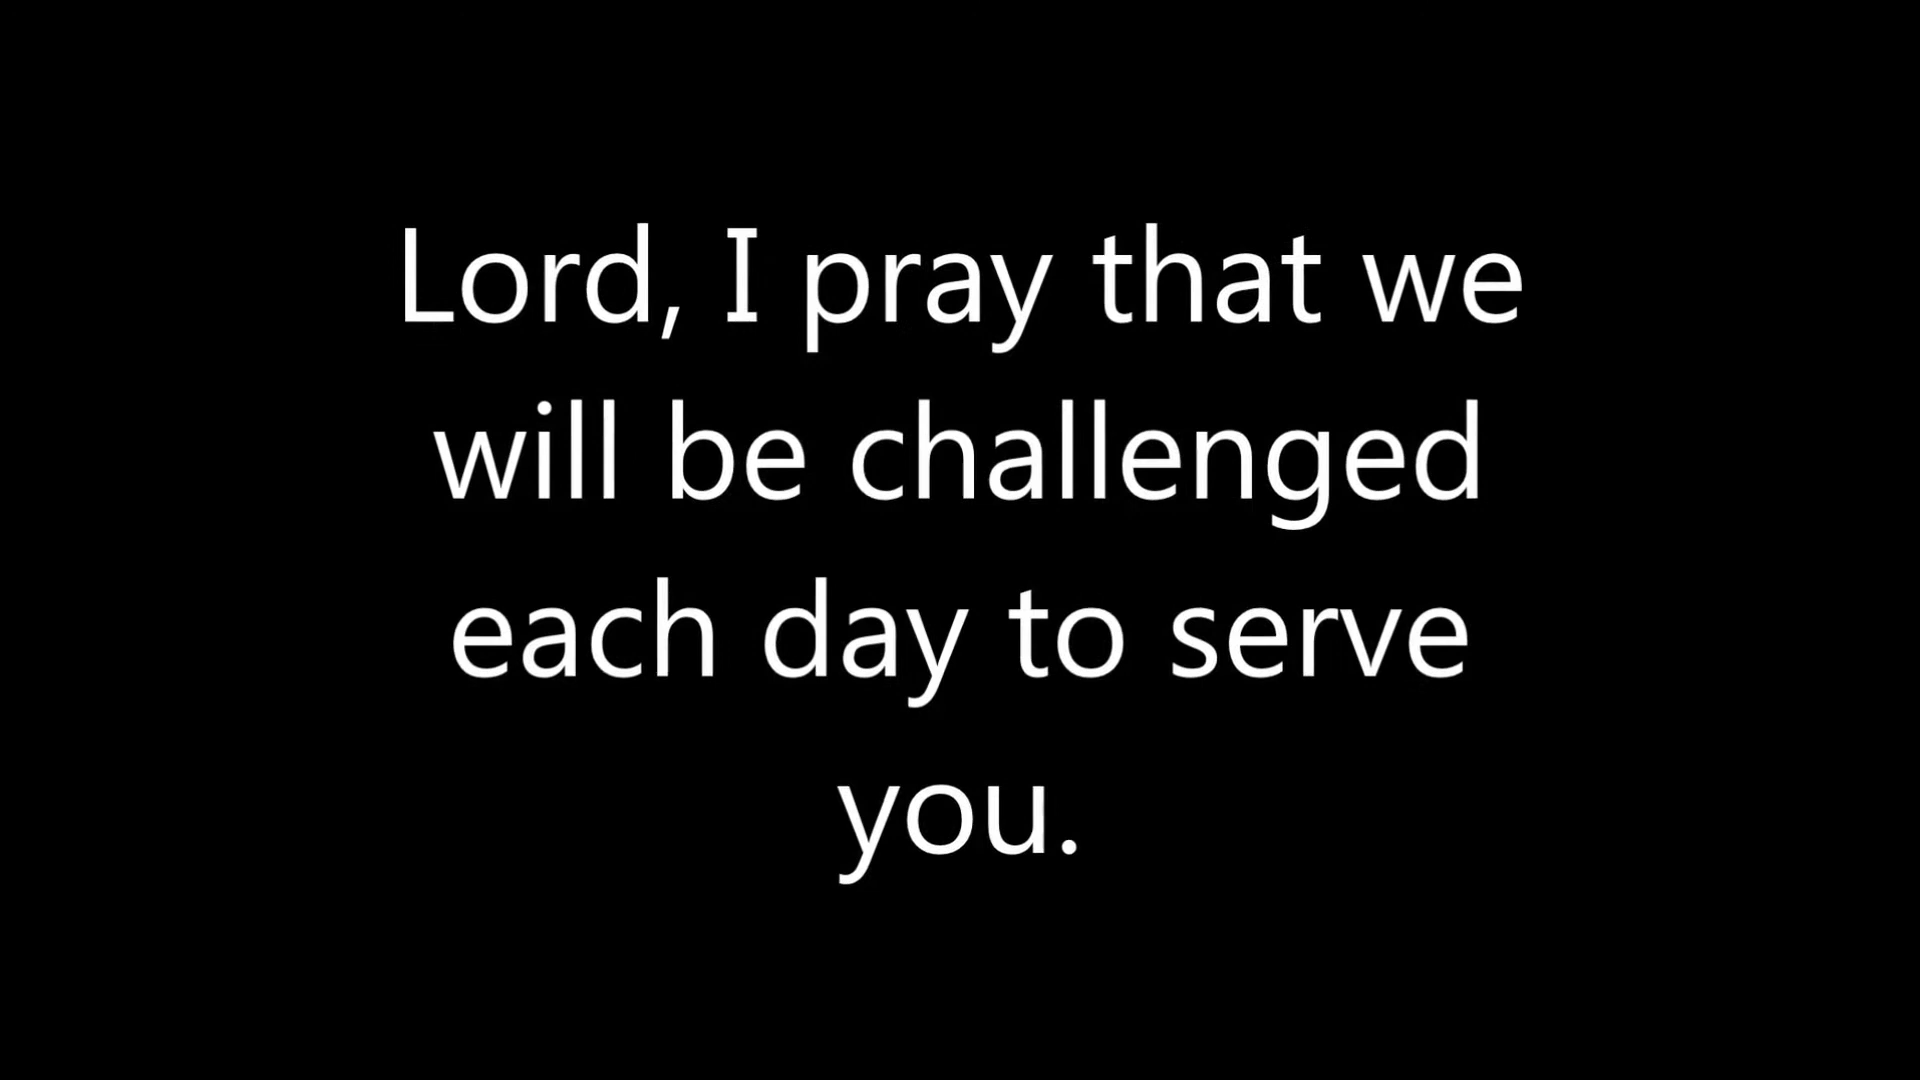 Lord, I pray that we
will be challenged
each day to serve
you.